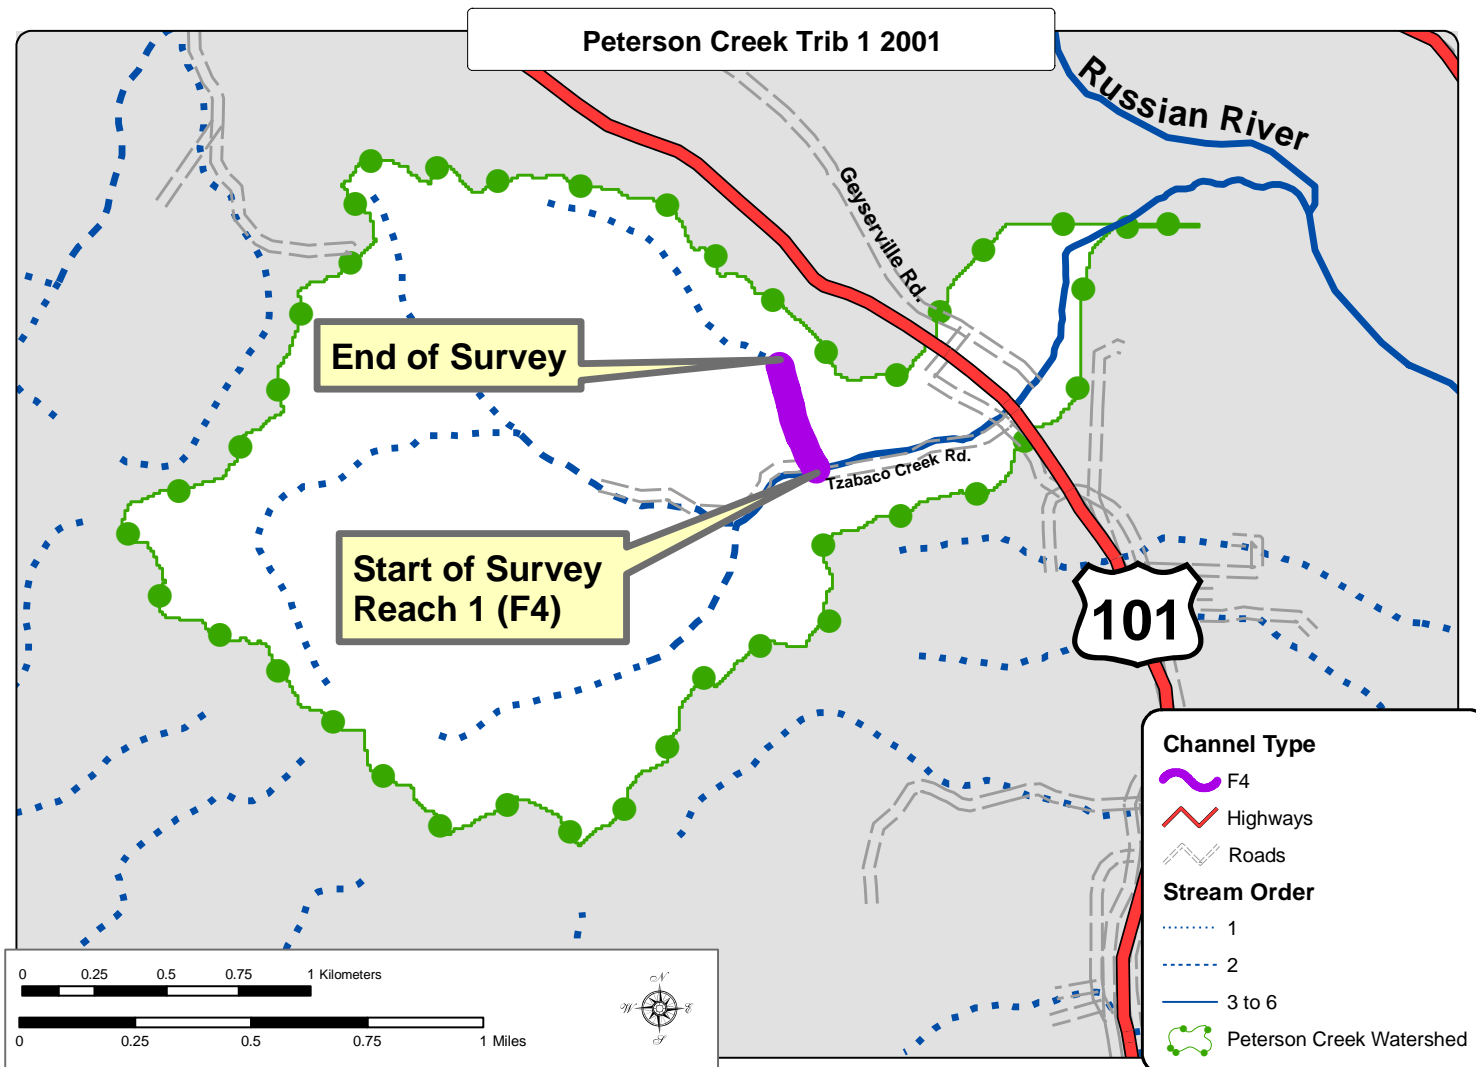 Peterson Creek Trib 1 2001
Russian River
Geyserville Rd.
End of Survey
Tzabaco Creek Rd.
Start of Survey
Reach 1 (F4)
101
Channel Type
F4
Highways
Roads
Stream Order
1
2
3 to 6
Peterson Creek Watershed
0 0.25 0.5 0.75 1 Kilometers
0 0.25 0.5 0.75 1 Miles
N
W E
S